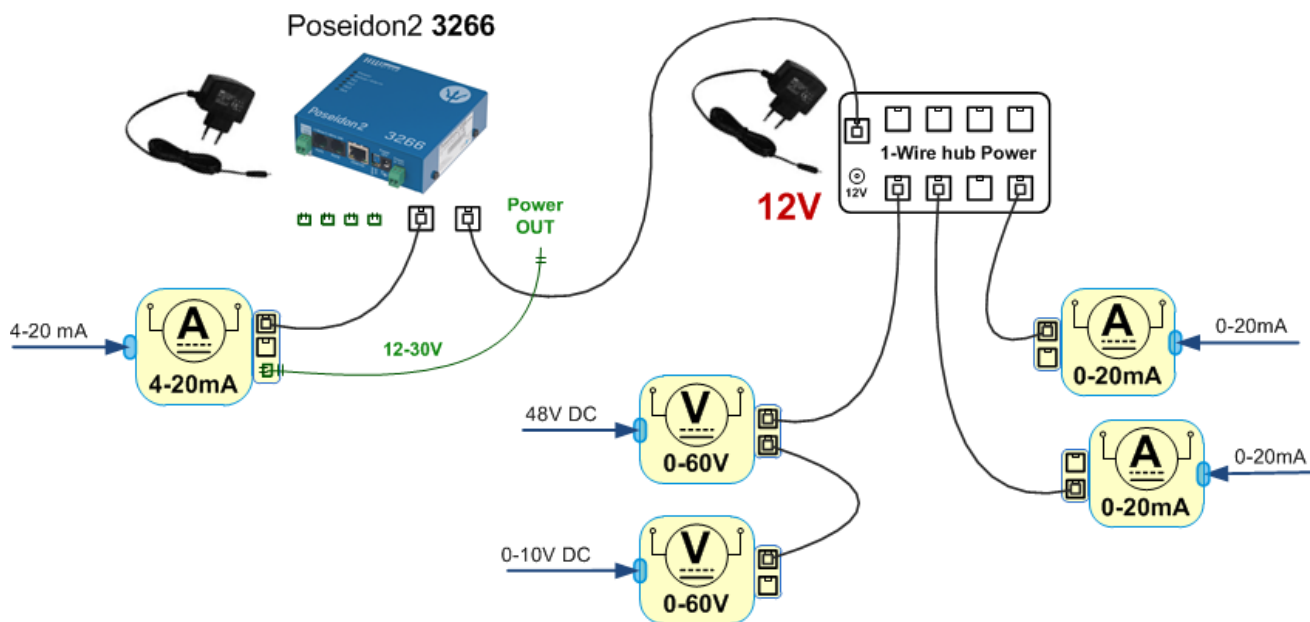 Poseidon2 3266
Poseidon2
3266
1-Wire hub Power
12V
12V
Power
OUT
4-20 mA
A
4-20mA
12-30V
A
0-20mA
0-20mA
48V DC
V
0-60V
A
0-20mA
0-20mA
0-10V DC
V
0-60V